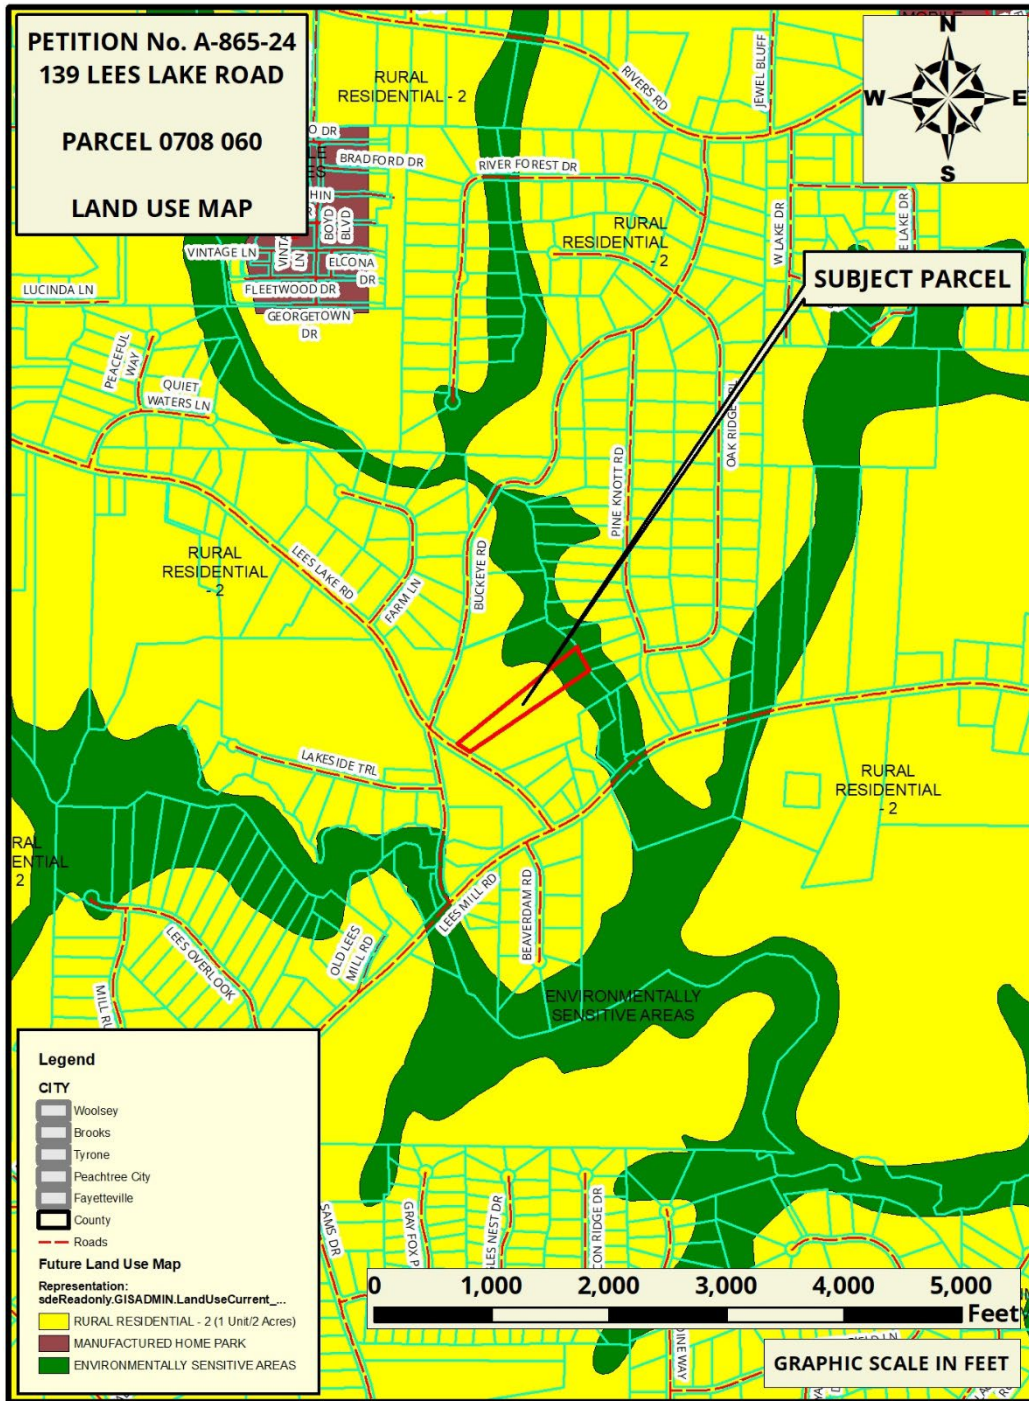 PETITION No. A-865-24
139 LEES LAKE ROAD
PARCEL 0708 060
LAND USE MAP
N
W
E
S
RURAL
RESIDENTIAL - 2
RIVERS RD
JEWEL BLUFF
BRADFORD DR
RIVER FOREST DR
BOYD
BLVD
VINTAGE LN
LN
ELCONA
DR
FLEETWOOD DR
GEORGETOWN
DR
LUCINDA LN
RURAL
RESIDENTIAL
- 2
W LAKE DR
LAKE DR
SUBJECT PARCEL
PEACEFUL
WAY
QUIET
WATERS LN
PINE KNOTT RD
LEES LAKE RD
FARM LN
BUCKEYE RD
RURAL
RESIDENTIAL
- 2
LAKESIDE TRL
RURAL
RESIDENTIAL
- 2
2
LEES MILL RD
BEAVERDAM RD
OLD LEES
MILL RD
LEES OVERLOOK
ENVIRONMENTALLY
SENSITIVE AREAS
SAMS DR
Legend
CITY
Woolsey
Brooks
Tyrone
Peachtree City
Fayetteville
County
Roads
Future Land Use Map
Representation:
sdeReadonly.GISADMIN.LandUseCurrent_...
RURAL RESIDENTIAL - 2 (1 Unit/2 Acres)
MANUFACTURED HOME PARK
ENVIRONMENTALLY SENSITIVE AREAS
0 1,000 2,000 3,000 4,000 5,000
Feet
GRAPHIC SCALE IN FEET